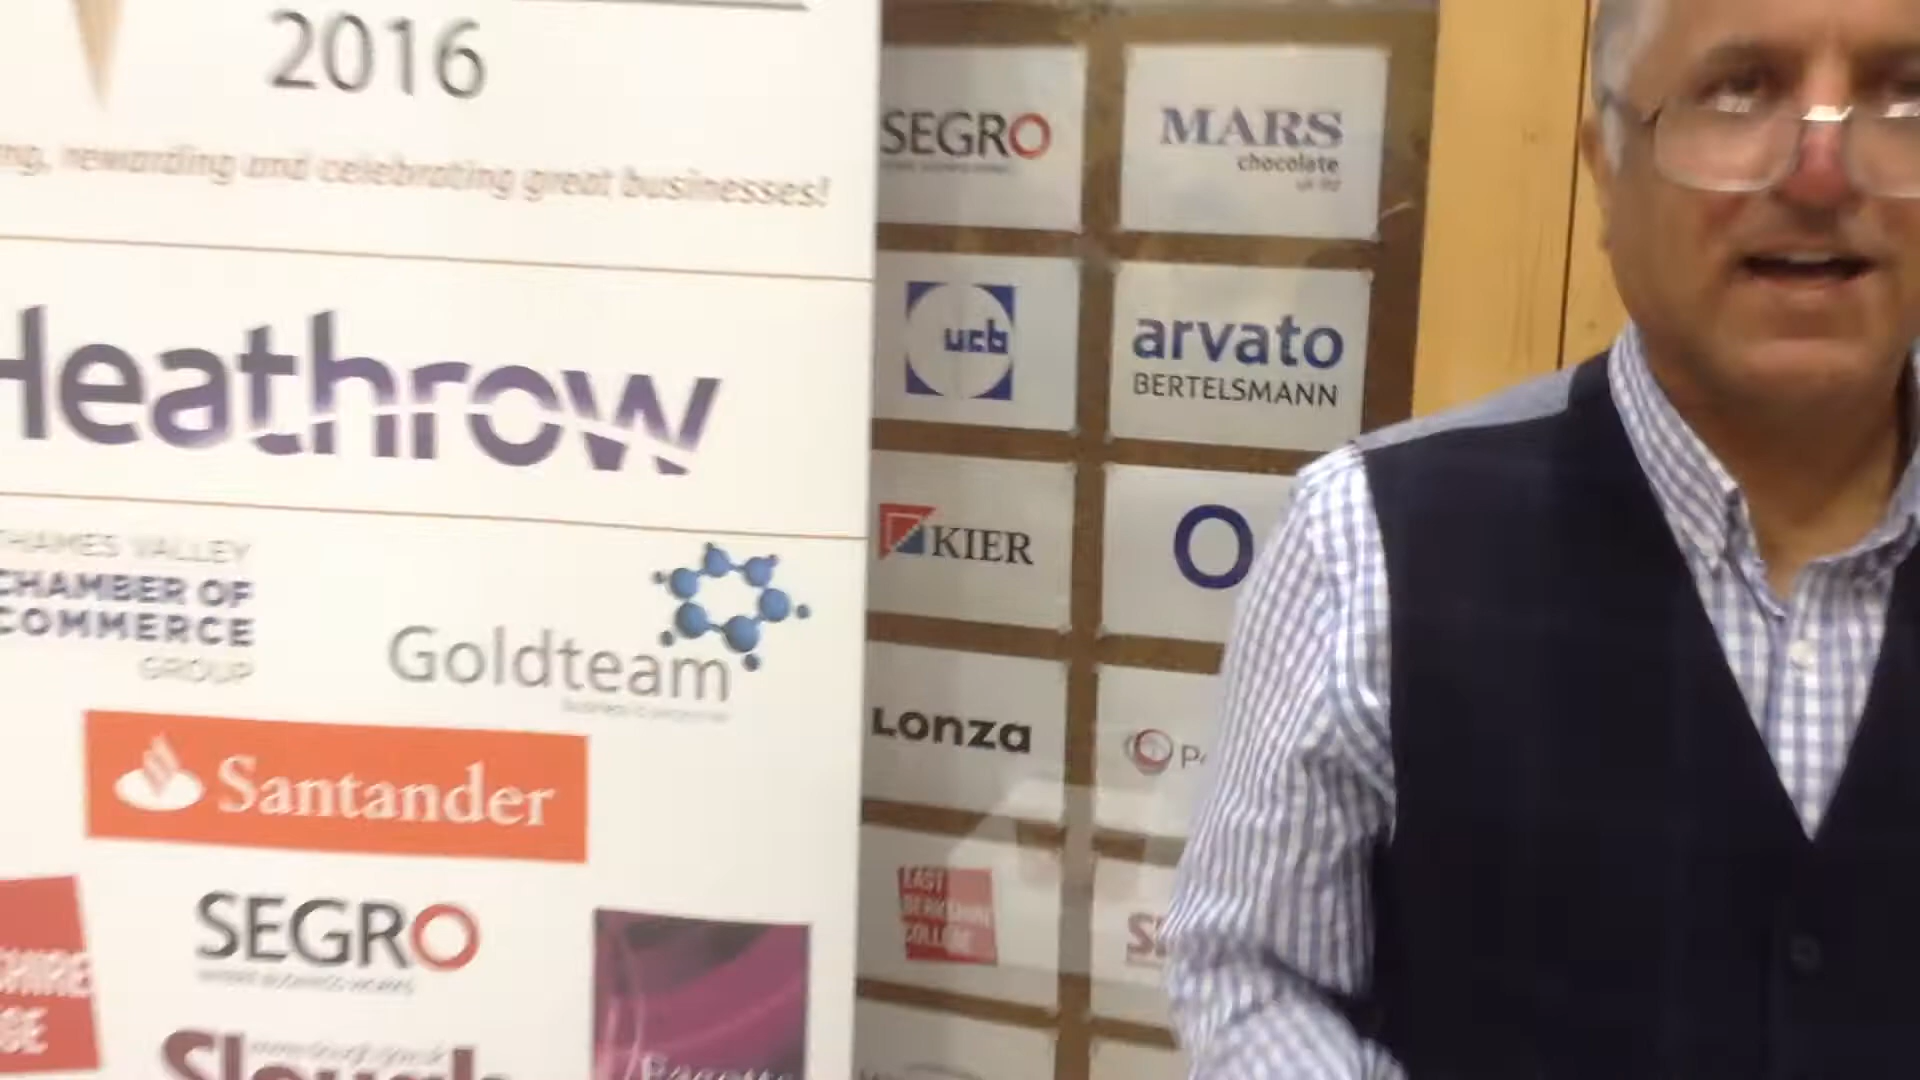 2016
rewarding and celebrating great businesses!
Heathrow
THAMES VALLEY
CHAMBER OF
COMMERCE
GROUP
Goldteam
Santander
SEGRO
Slough
SEGRO
MARS
chocolate
ucb
arvato
BERTELSMANN
KIER
O
Lonza
EAST
BERKSHIRE
COLLEGE